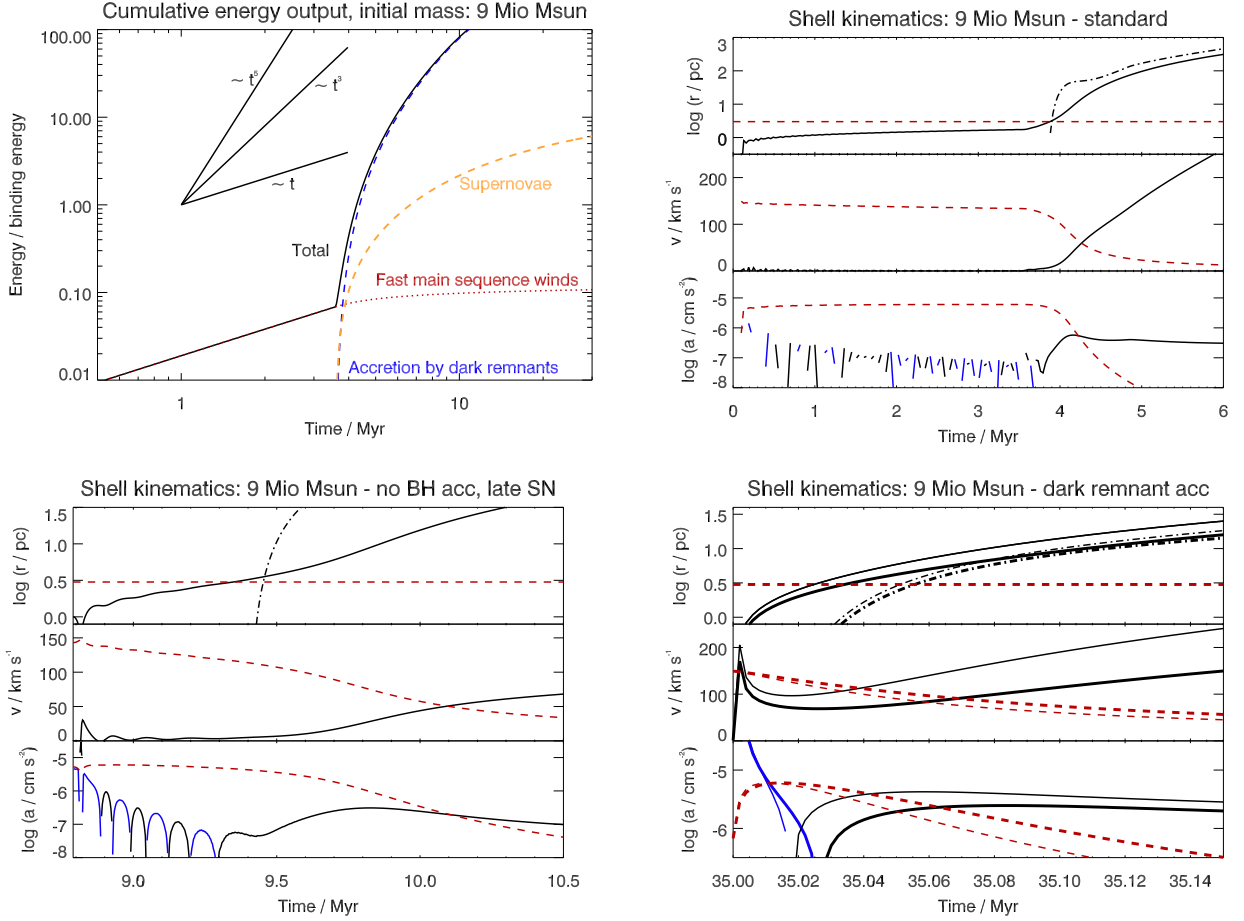 Cumulative energy output, initial mass: 9 Mio Msun
Energy / binding energy
100.00
10.00
1.00
0.10
0.01
~ t⁵
~ t³
~ t
Supernovae
Total
Fast main sequence winds
Accretion by dark remnants
1
10
Time / Myr
Shell kinematics: 9 Mio Msun - standard
log (r / pc)
3
2
1
0
v / km s⁻¹
200
100
0
log (a / cm s⁻²)
-5
-6
-7
-8
0
1
2
3
4
5
6
Time / Myr
Shell kinematics: 9 Mio Msun - no BH acc, late SN
log (r / pc)
1.5
1.0
0.5
0.0
v / km s⁻¹
150
100
50
0
log (a / cm s⁻²)
-5
-6
-7
-8
9.0
9.5
10.0
10.5
Time / Myr
Shell kinematics: 9 Mio Msun - dark remnant acc
log (r / pc)
1.5
1.0
0.5
0.0
v / km s⁻¹
200
100
0
log (a / cm s⁻²)
-5
-6
35.00
35.02
35.04
35.06
35.08
35.10
35.12
35.14
Time / Myr